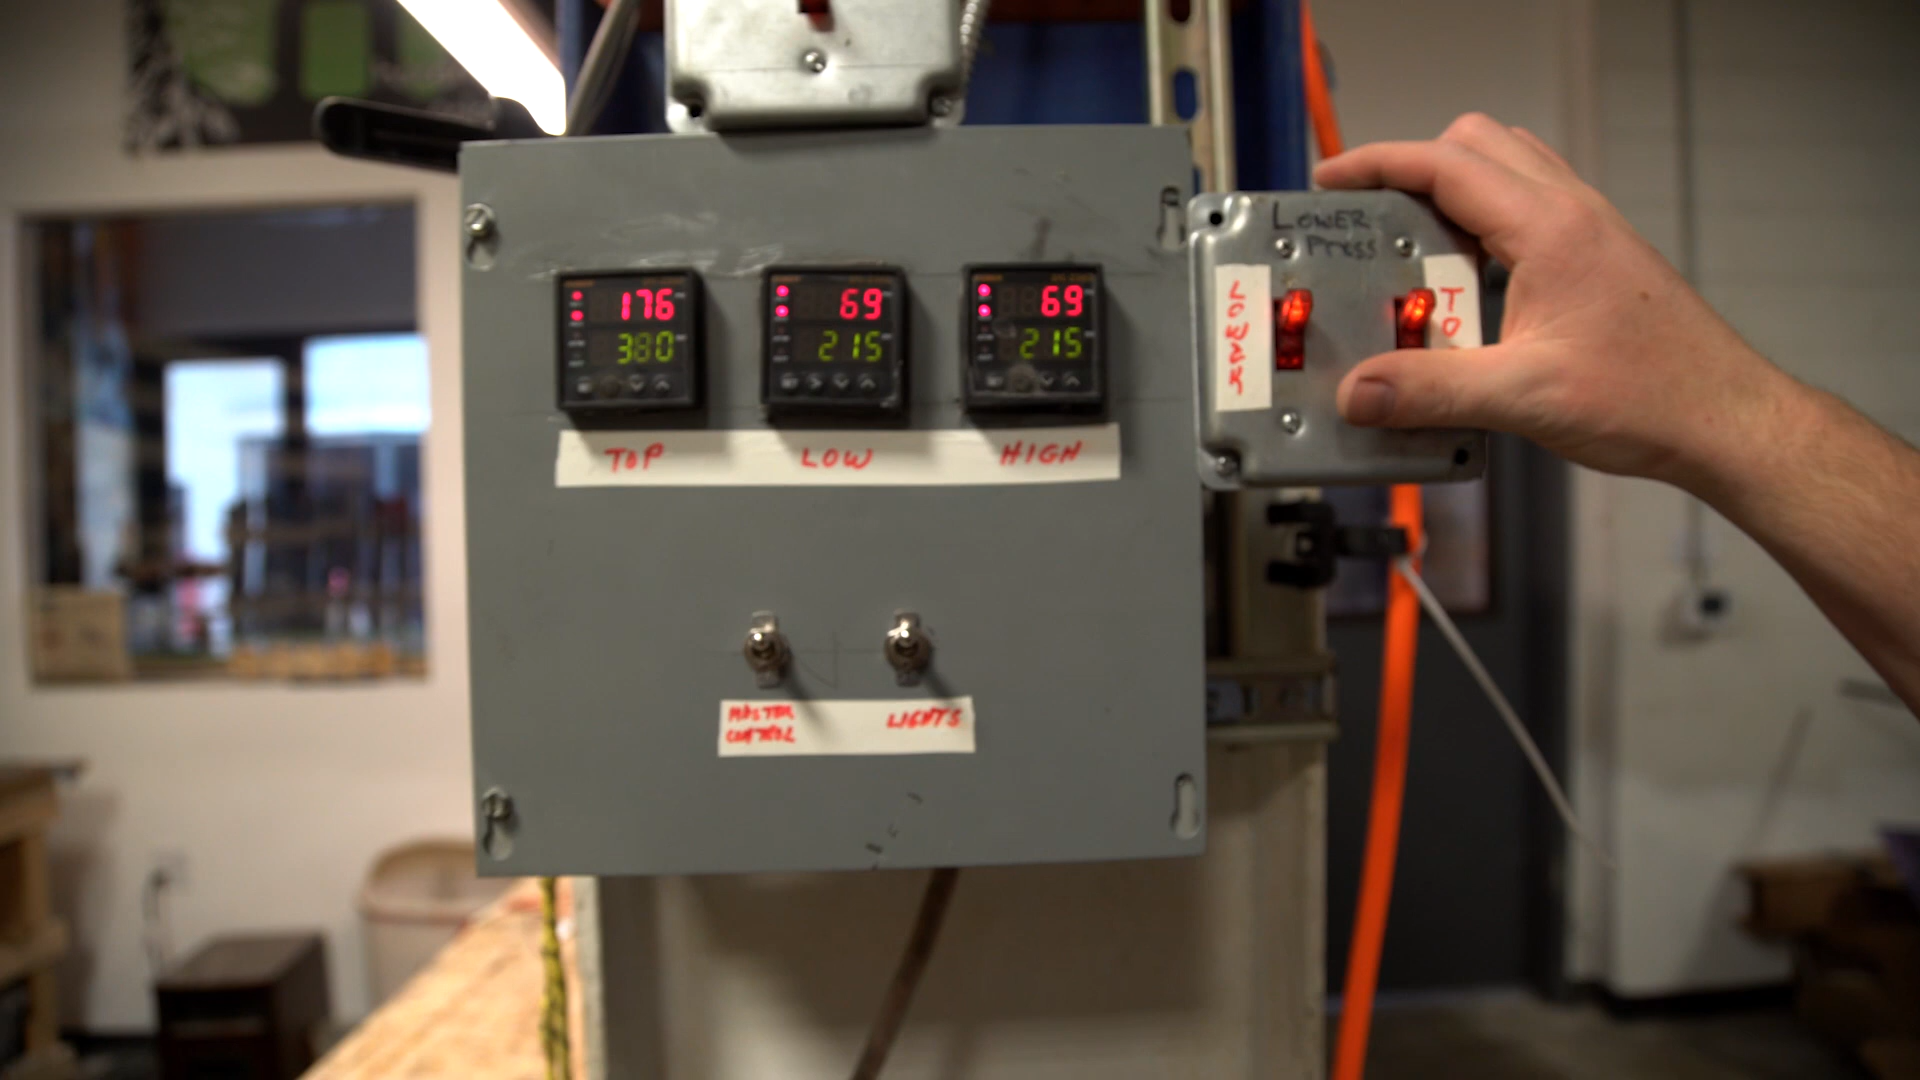 LOWER
Press
LOWER
TO
176
380
69
215
69
215
TOP
LOW
HIGH
MASTER
CONTROL
LIGHTS